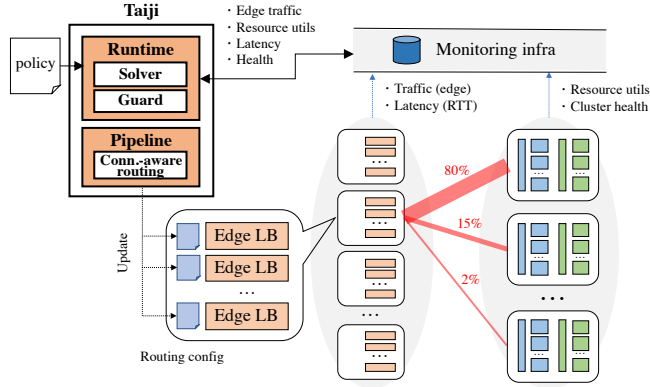 Taiji
· Edge traffic
· Resource utils
· Latency
· Health
policy
Runtime
Solver
Guard
Monitoring infra
Pipeline
Conn.-aware
routing
· Traffic (edge)
· Latency (RTT)
· Resource utils
· Cluster health
...
80%
...
...
...
15%
...
...
Update
Edge LB
Edge LB
...
Edge LB
2%
...
...
...
...
...
...
...
Routing config